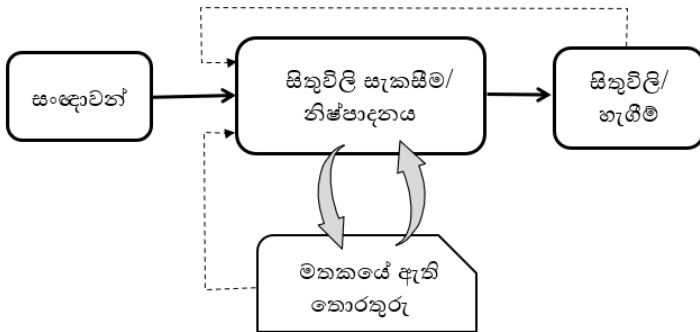 සංඥාවන්
සිතුවිලි සැකසීම/
නිෂ්පාදනය
සිතුවිලි/
හැගීම්
මතකයේ ඇති
තොරතුරු